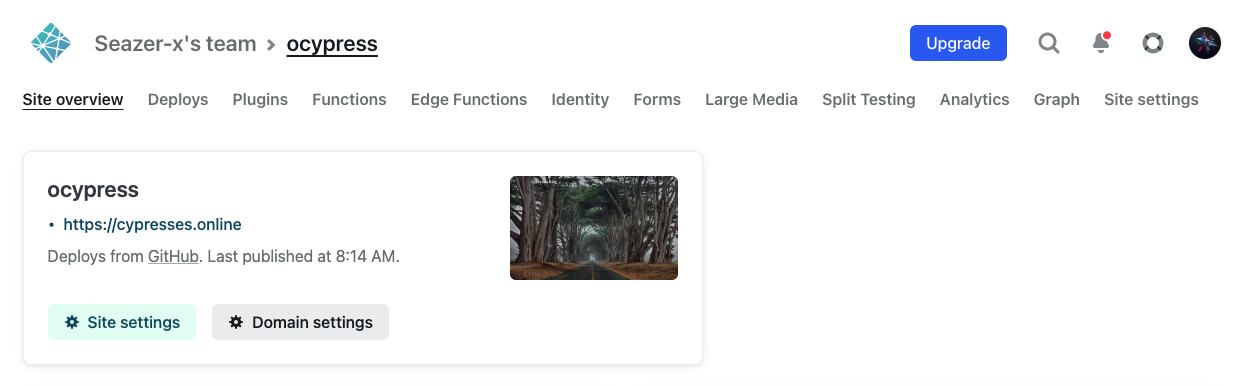 Seazer-x's team > ocypress
Upgrade
Site overview Deploys Plugins Functions Edge Functions Identity Forms Large Media Split Testing Analytics Graph Site settings
ocypress
• https://cypresses.online
Deploys from GitHub. Last published at 8:14 AM.
Site settings Domain settings